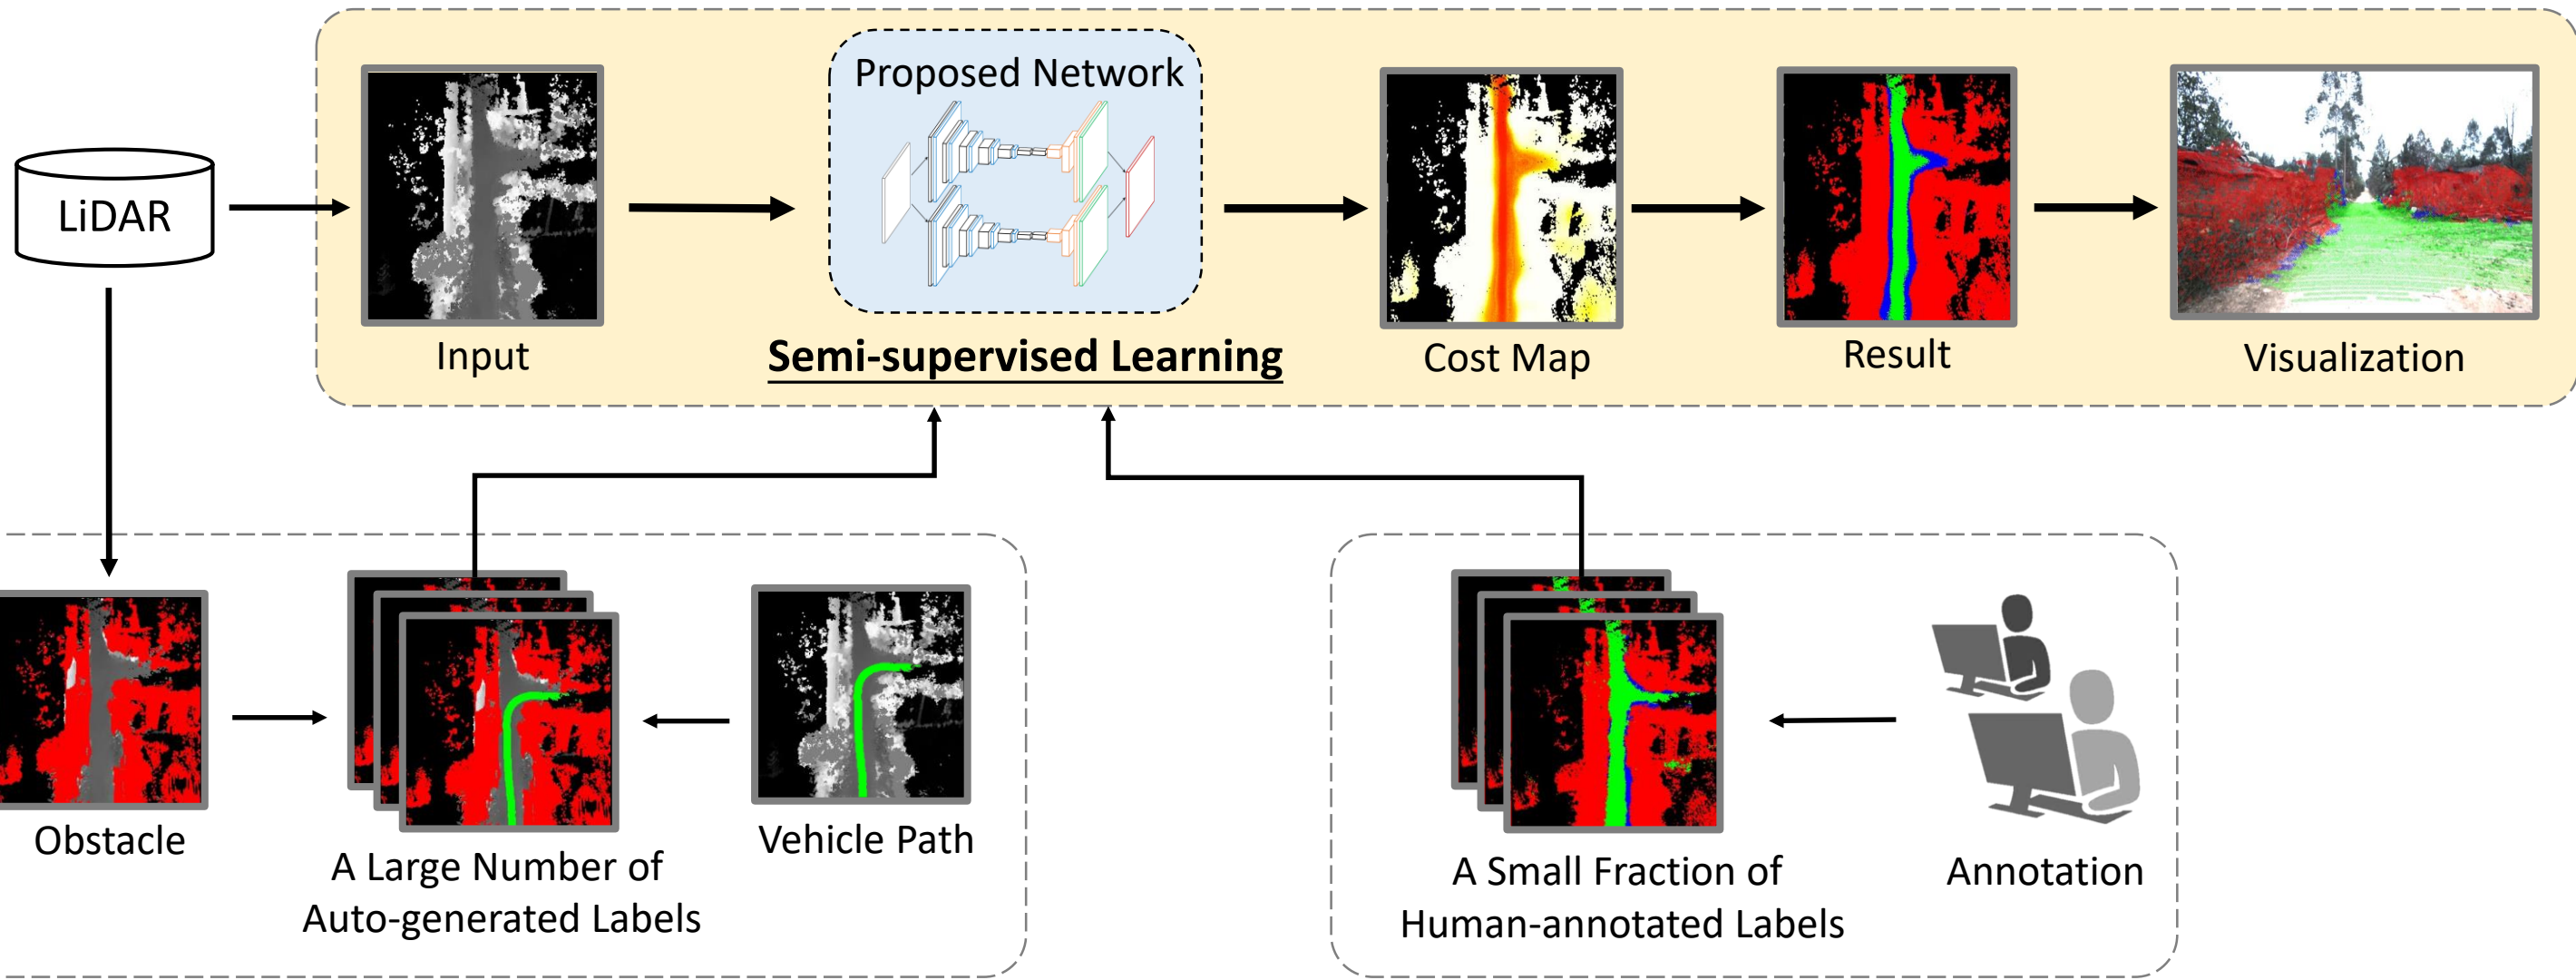 Proposed Network
LiDAR
Input
Semi-supervised Learning
Cost Map
Result
Visualization
Obstacle
A Large Number of
Auto-generated Labels
Vehicle Path
A Small Fraction of
Human-annotated Labels
Annotation